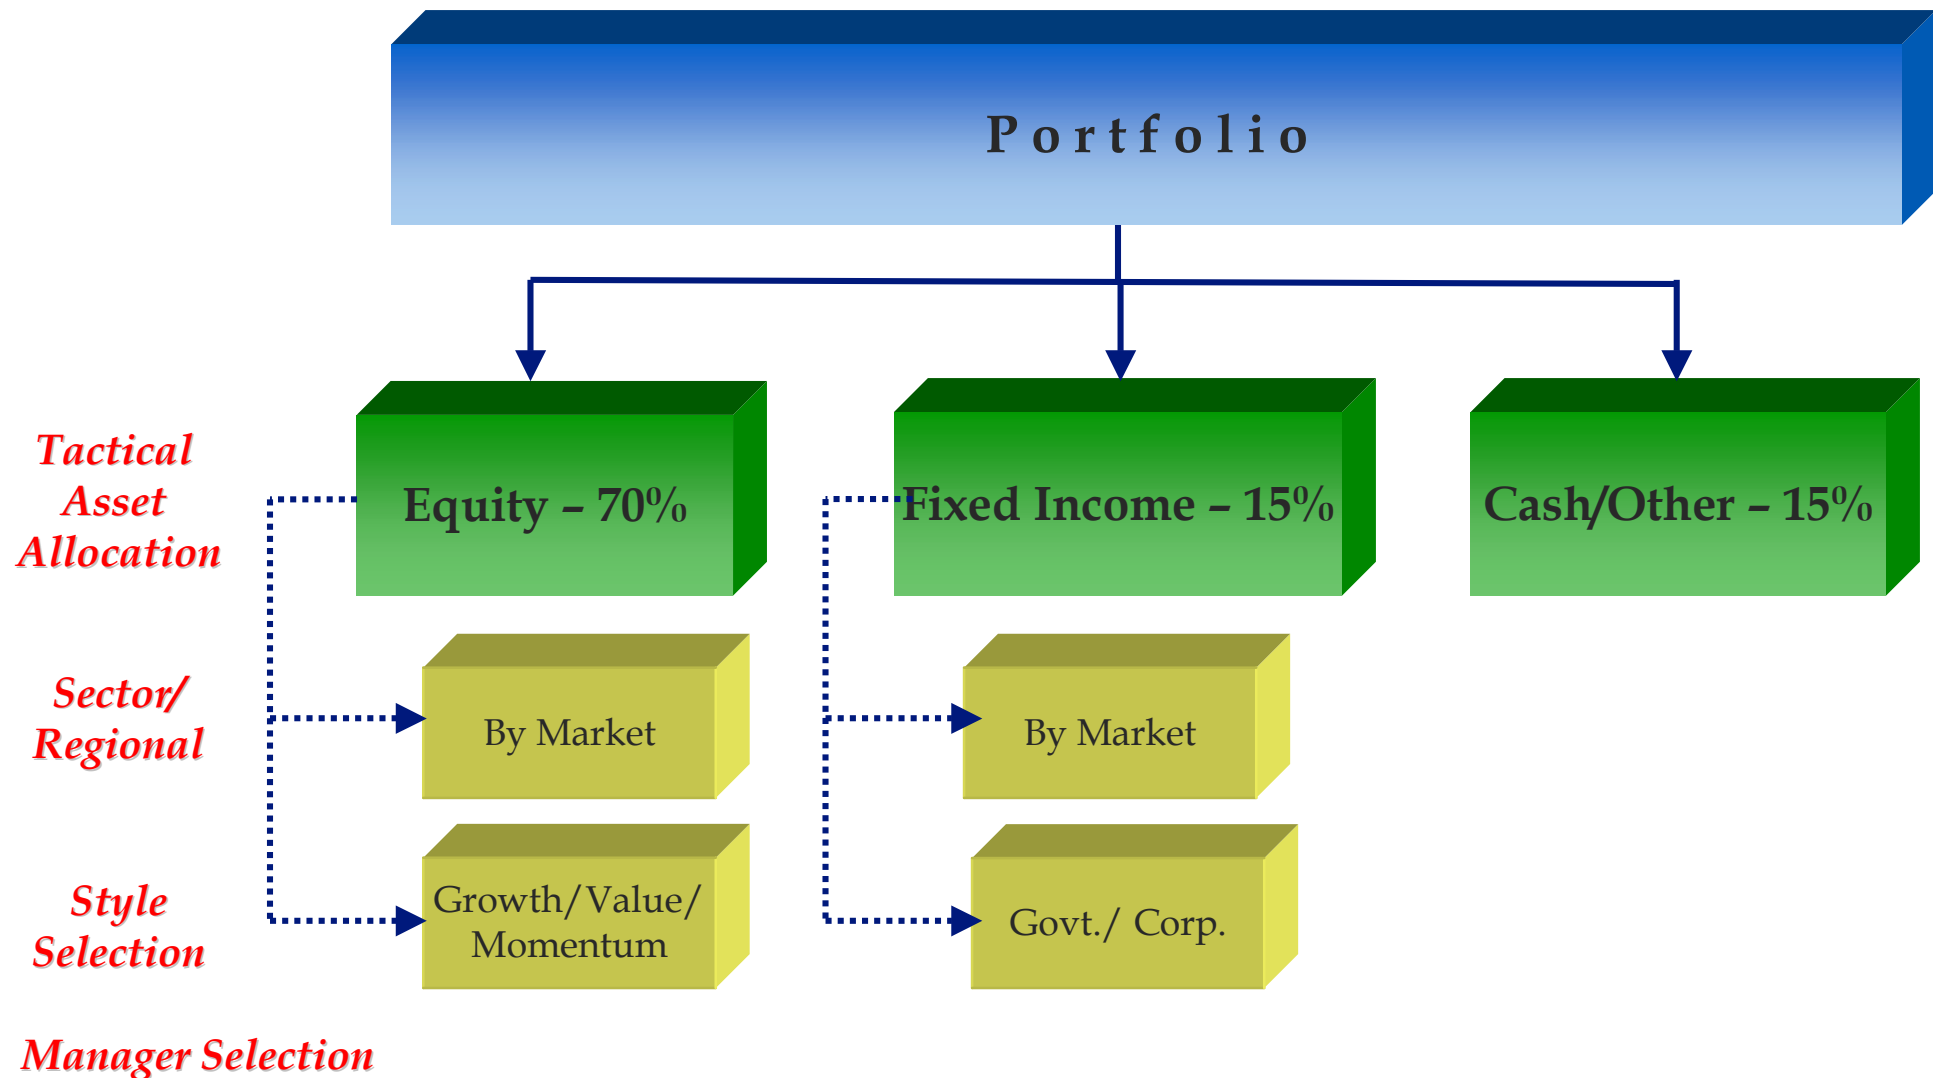 P o r t f o l i o
Tactical
Asset
Allocation
Equity – 70%
Fixed Income – 15%
Cash/Other – 15%
Sector/
Regional
By Market
By Market
Style
Selection
Growth/Value/
Momentum
Govt./ Corp.
Manager Selection